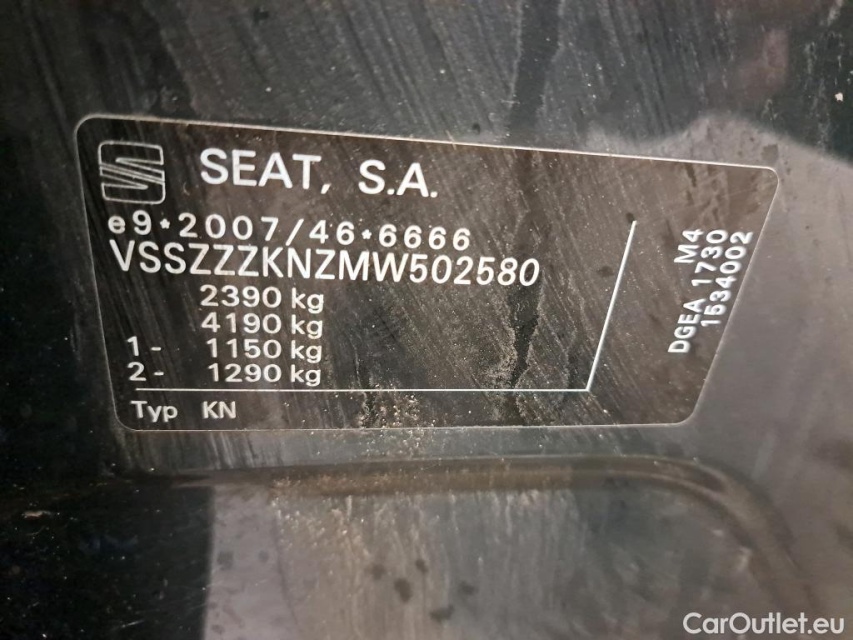 SEAT, S.A.
e9*2007/46*6666
VSSZZZKNZMW502580
2390 kg
4190 kg
1- 1150 kg
2- 1290 kg
Typ KN
M4
DGEA 1730
1534002
CarOutlet.eu